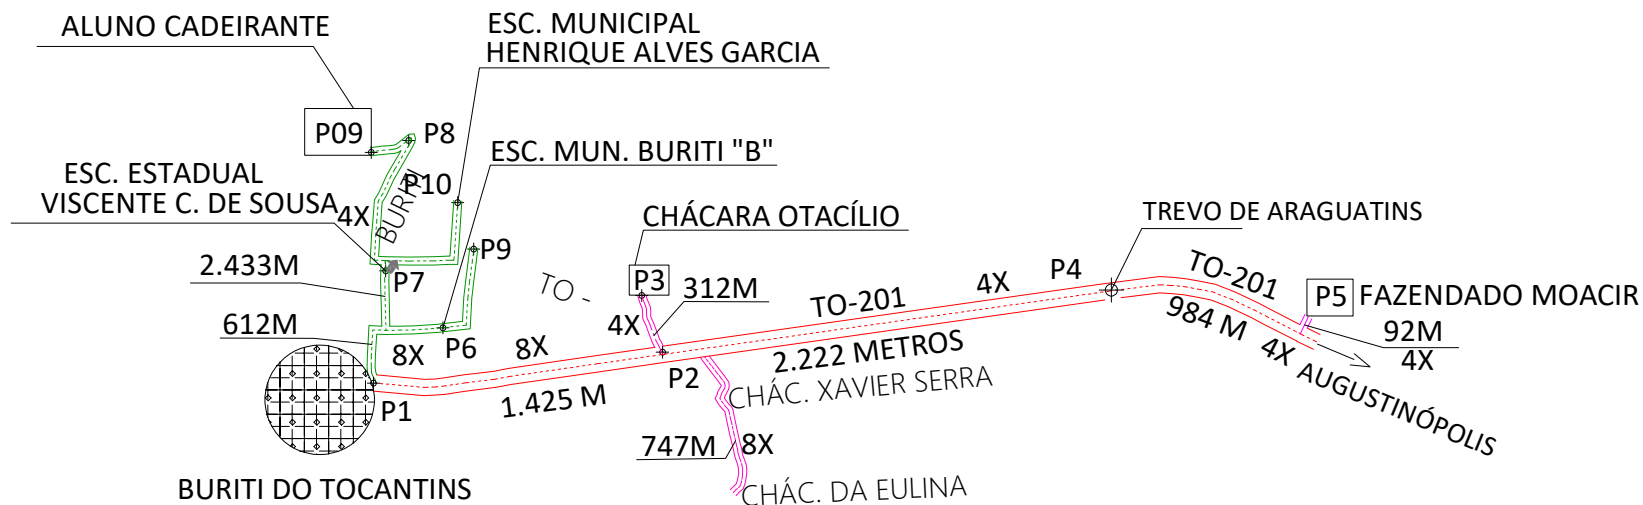 ALUNO CADEIRANTE
ESC. MUNICIPAL
HENRIQUE ALVES GARCIA
P09
P8
ESC. MUN. BURITI "B"
ESC. ESTADUAL
VISCENTE C. DE SOUSA
P10
4X
BURITI
CHÁCARA OTACÍLIO
TREVO DE ARAGUATINS
P9
2.433M
P7
TO -
P3
312M
4X
P4
TO-201
TO-201
4X
P5
FAZENDADO MOACIR
612M
8X
P6
8X
4X
2.222 METROS
984 M
92M
4X
4X
AUGUSTINÓPOLIS
P1
1.425 M
P2
CHÁC. XAVIER SERRA
747M
8X
BURITI DO TOCANTINS
CHÁC. DA EULINA